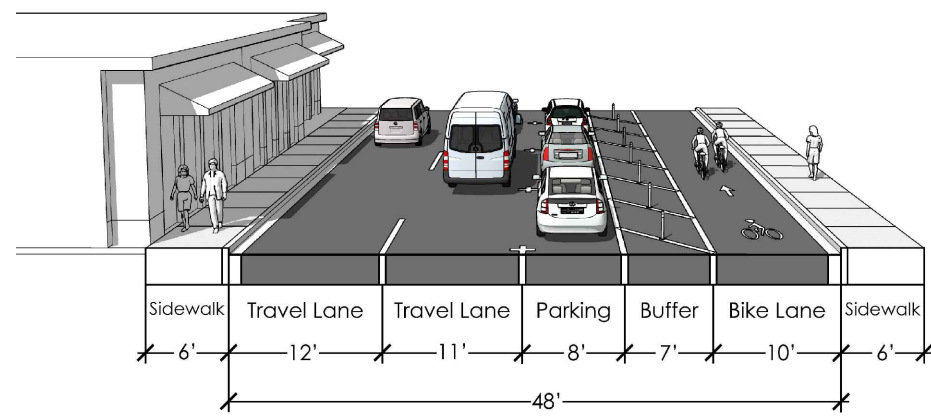 Sidewalk Travel Lane Travel Lane Parking Buffer Bike Lane Sidewalk
6’ 12’ 11’ 8’ 7’ 10’ 6’
48’